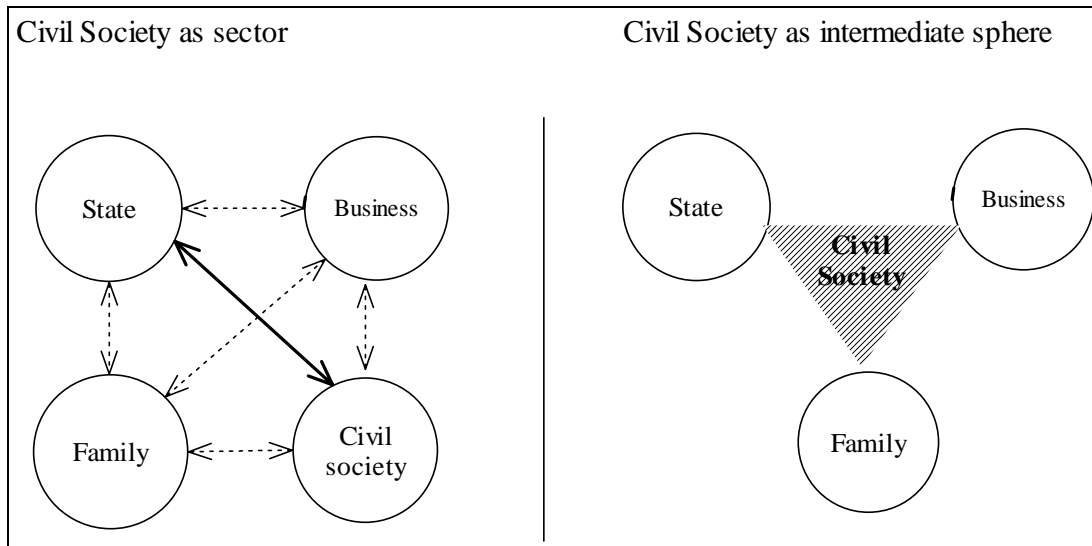 Civil Society as sector
Civil Society as intermediate sphere
State
Business
Family
Civil
society
State
Business
Civil
Society
Family